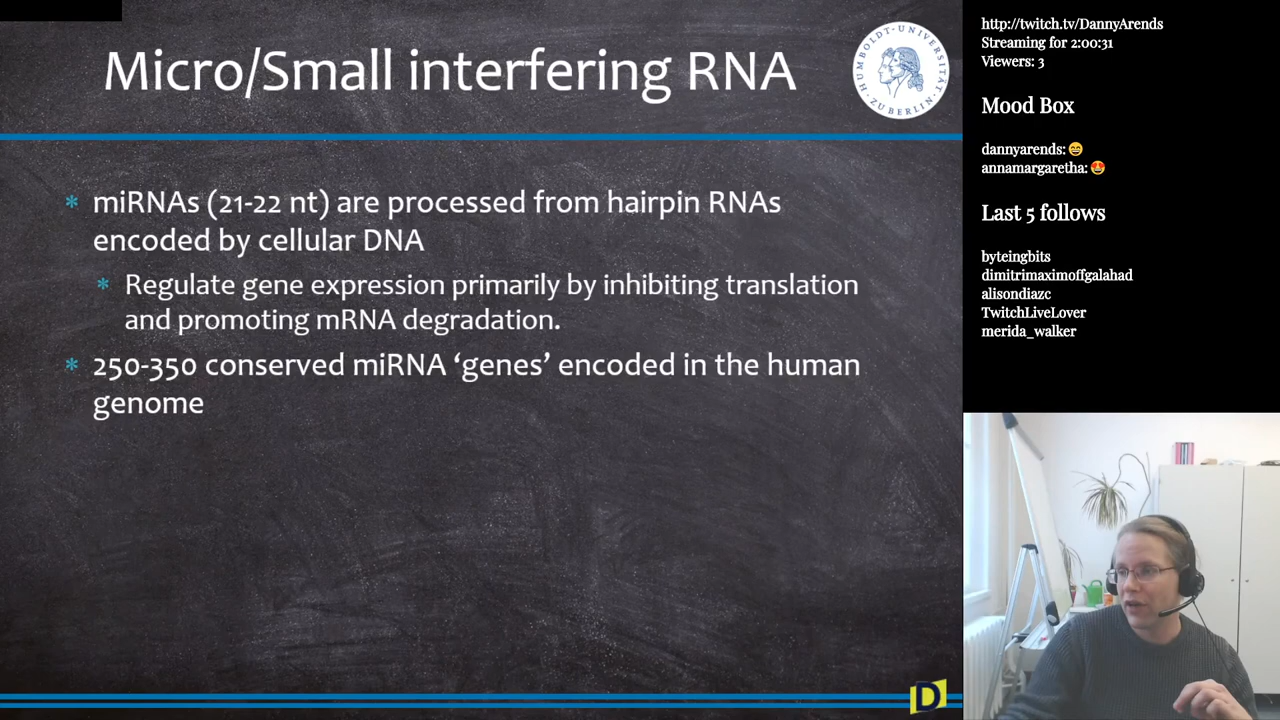 Micro/Small interfering RNA
HUMBOLDT-UNIVERSITÄT
ZU BERLIN
* miRNAs (21-22 nt) are processed from hairpin RNAs
encoded by cellular DNA
* Regulate gene expression primarily by inhibiting translation
and promoting mRNA degradation.
* 250-350 conserved miRNA ‘genes’ encoded in the human
genome
D
http://twitch.tv/DannyArends
Streaming for 2:00:31
Viewers: 3
Mood Box
dannyarends: 😄
annamargaretha: 😍
Last 5 follows
byteingbits
dimitrimaximoffgalahad
alisondiazc
TwitchLiveLover
merida_walker